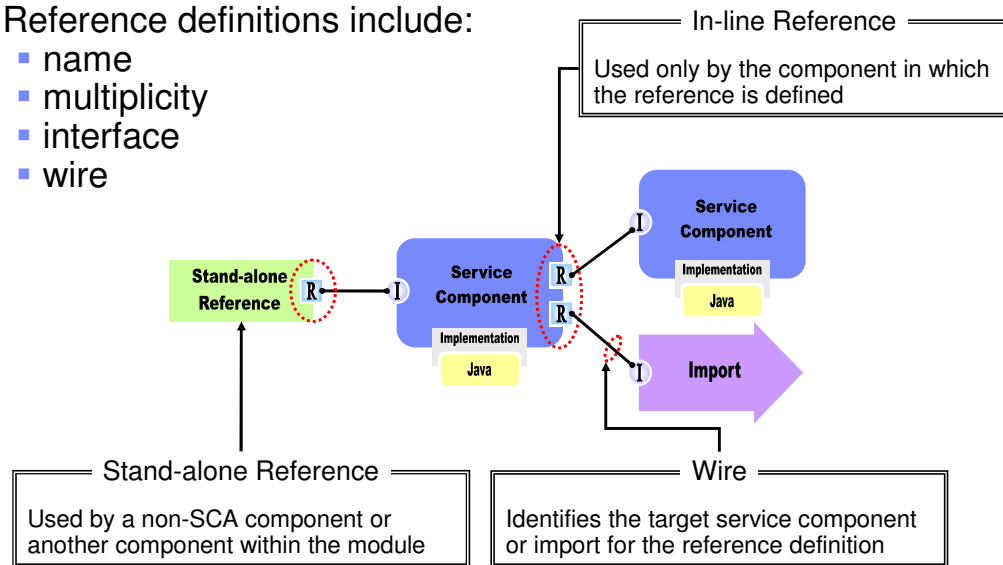 Reference definitions include:
▪ name
▪ multiplicity
▪ interface
▪ wire
In-line Reference
Used only by the component in which
the reference is defined
Service
Component
I
Implementation
Java
Stand-alone
Reference
R
I
Service
Component
R
R
Implementation
Java
I
Import
Stand-alone Reference
Used by a non-SCA component or
another component within the module
Wire
Identifies the target service component
or import for the reference definition